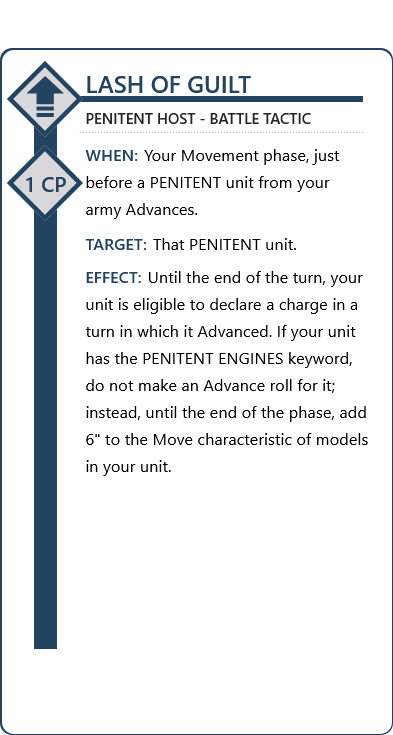 LASH OF GUILT
PENITENT HOST - BATTLE TACTIC
1 CP
WHEN: Your Movement phase, just
before a PENITENT unit from your
army Advances.
TARGET: That PENITENT unit.
EFFECT: Until the end of the turn, your
unit is eligible to declare a charge in a
turn in which it Advanced. If your unit
has the PENITENT ENGINES keyword,
do not make an Advance roll for it;
instead, until the end of the phase, add
6" to the Move characteristic of models
in your unit.